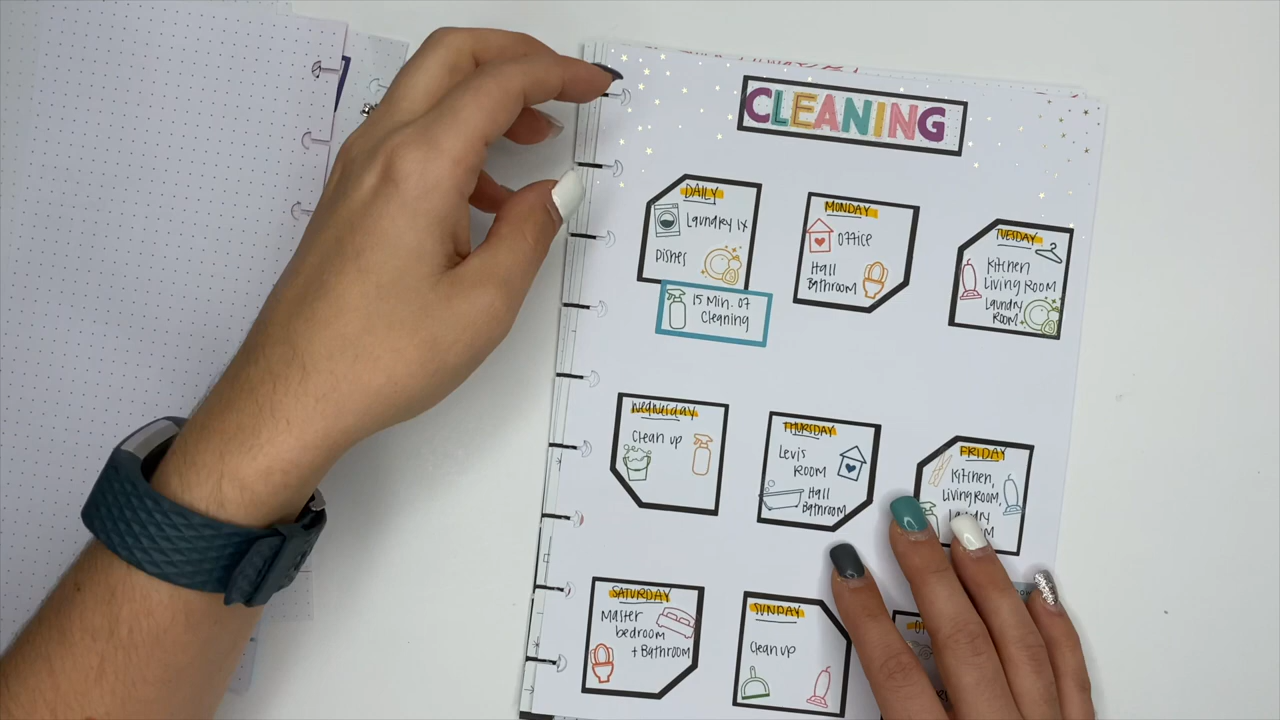 CLEANING
DAILY
Laundry 1x
Dishes
15 Min. of
Cleaning
MONDAY
Office
Hall
Bathroom
TUESDAY
Kitchen
Living Room
Laundry
Room
Wednesday
Clean up
THURSDAY
Levis
Room
Hall
Bathroom
FRIDAY
Kitchen,
Living Room,
SATURDAY
Master
bedroom
+ Bathroom
SUNDAY
Clean up